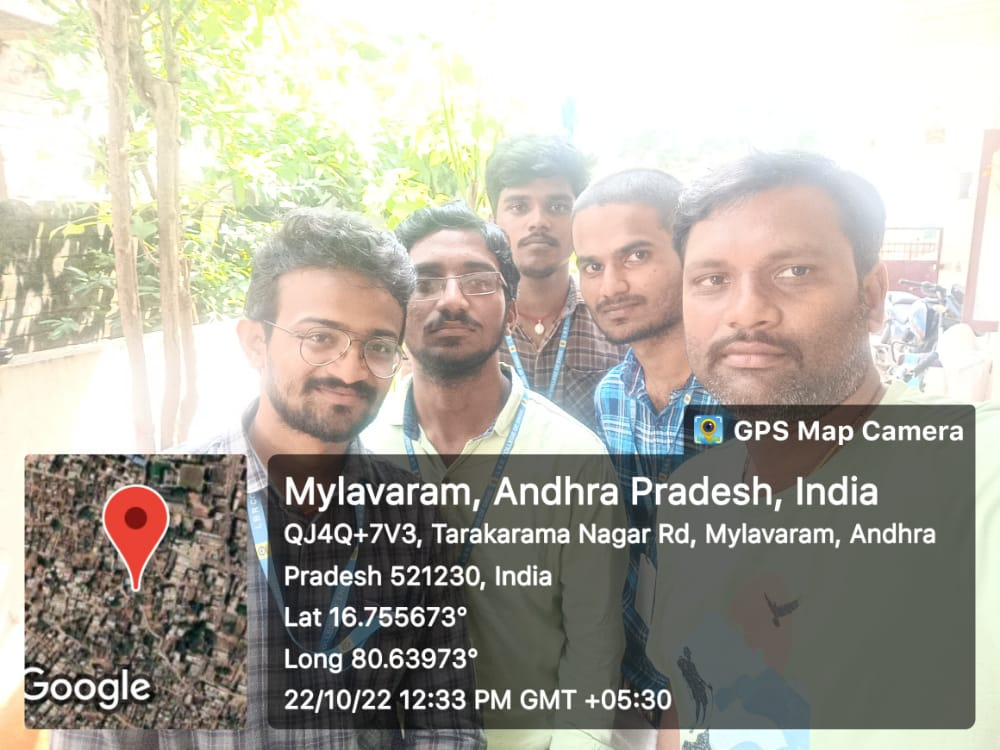 GPS Map Camera
Mylavaram, Andhra Pradesh, India
QJ4Q+7V3, Tarakarama Nagar Rd, Mylavaram, Andhra
Pradesh 521230, India
Lat 16.755673°
Long 80.63973°
22/10/22 12:33 PM GMT +05:30
Google